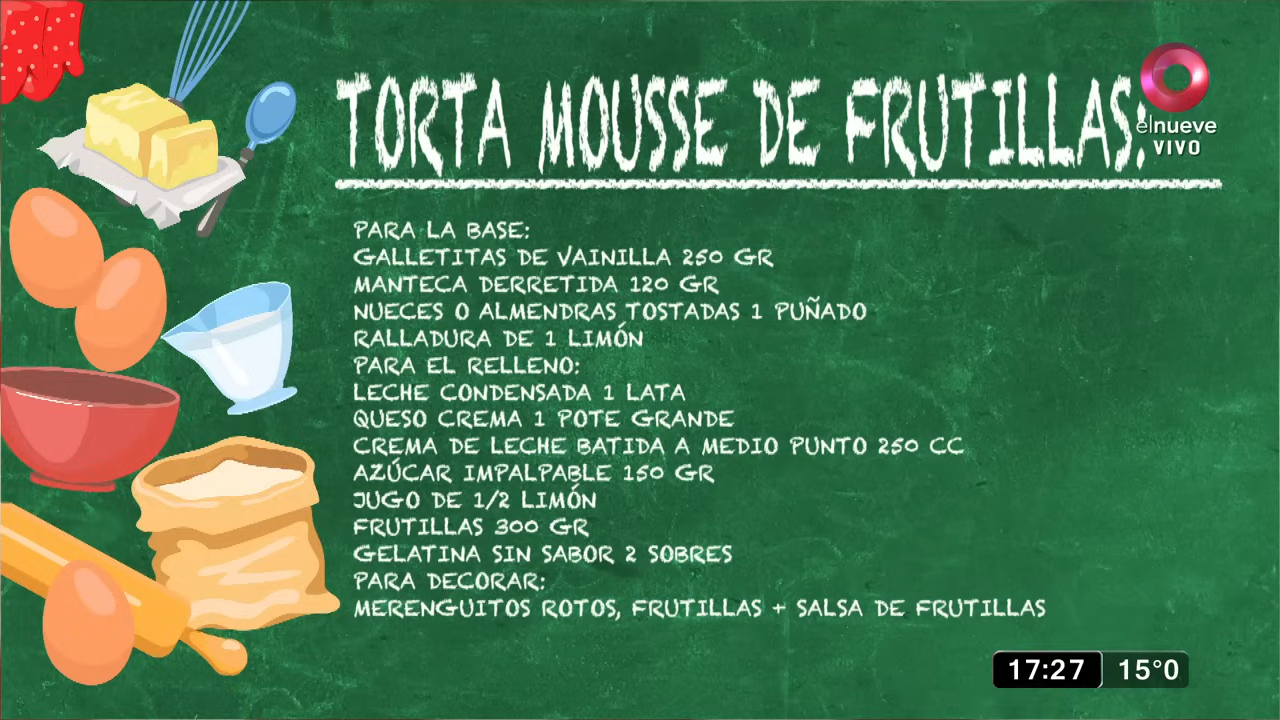 TORTA MOUSSE DE FRUTILLAS:
elnueve
VIVO
PARA LA BASE:
GALLETITAS DE VAINILLA 250 GR
MANTECA DERRETIDA 120 GR
NUECES O ALMENDRAS TOSTADAS 1 PUÑADO
RALLADURA DE 1 LIMÓN
PARA EL RELLENO:
LECHE CONDENSADA 1 LATA
QUESO CREMA 1 POTE GRANDE
CREMA DE LECHE BATIDA A MEDIO PUNTO 250 CC
AZÚCAR IMPALPABLE 150 GR
JUGO DE 1/2 LIMÓN
FRUTILLAS 300 GR
GELATINA SIN SABOR 2 SOBRES
PARA DECORAR:
MERENGUITOS ROTOS, FRUTILLAS + SALSA DE FRUTILLAS
17:27 15°0